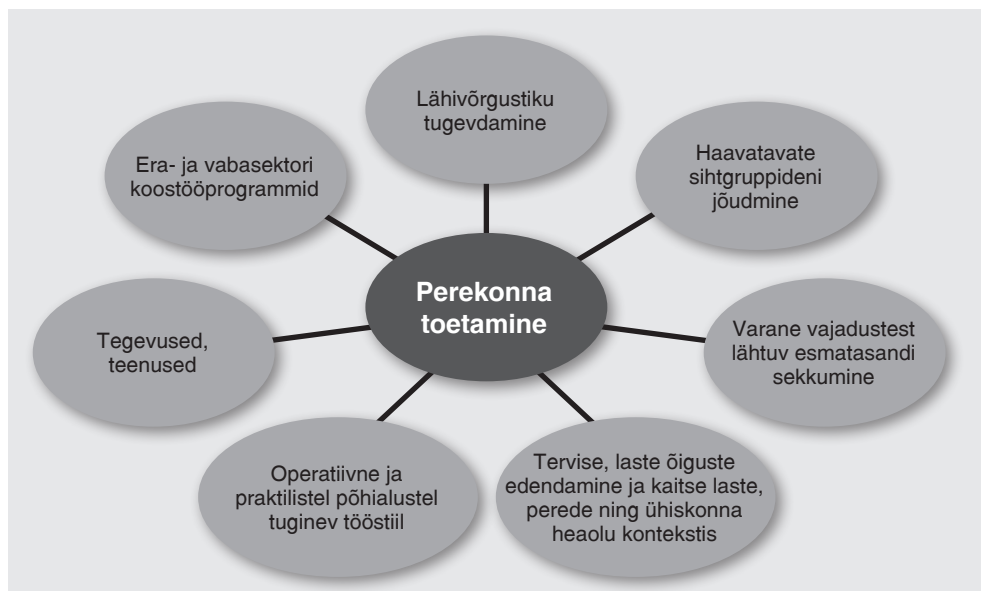 Lähivõrgustiku
tugevdamine
Era- ja vabasektori
koostööprogrammid
Haavatavate
sihtgruppideni
jõudmine
Perekonna
toetamine
Tegevused,
teenused
Varane vajadustest
lähtuv esmatasandi
sekkumine
Operatiivne ja
praktilistel põhialustel
tuginev tööstiil
Tervise, laste õiguste
edendamine ja kaitse laste,
perede ning ühiskonna
heaolu kontekstis